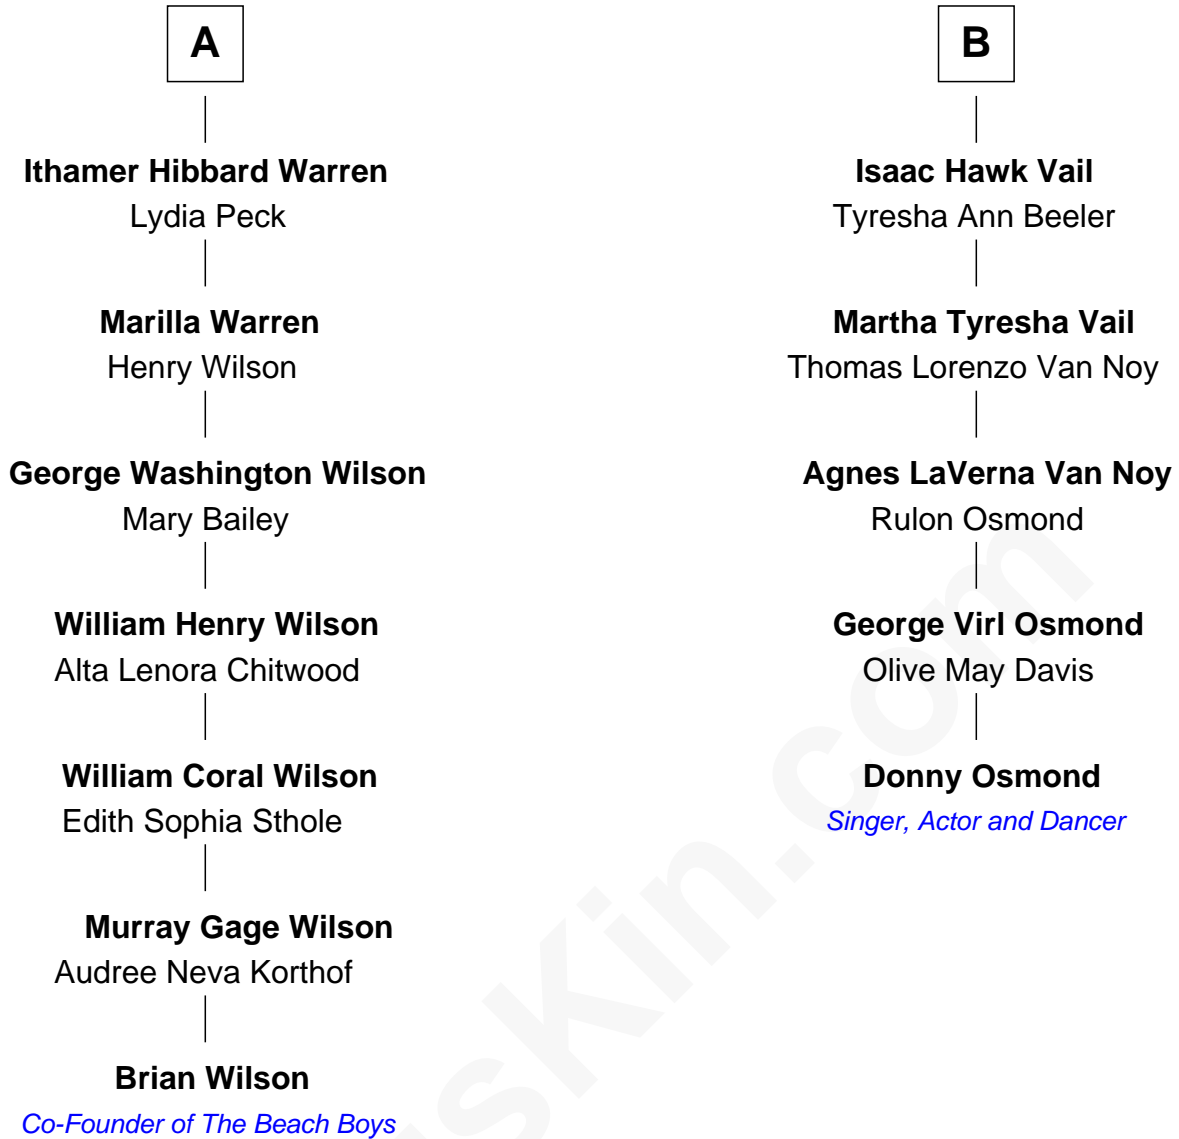 A
Ithamer Hibbard Warren
Lydia Peck
Marilla Warren
Henry Wilson
George Washington Wilson
Mary Bailey
William Henry Wilson
Alta Lenora Chitwood
William Coral Wilson
Edith Sophia Sthole
Murray Gage Wilson
Audree Neva Korthof
Brian Wilson
Co-Founder of The Beach Boys
B
Isaac Hawk Vail
Tyresha Ann Beeler
Martha Tyresha Vail
Thomas Lorenzo Van Noy
Agnes LaVerna Van Noy
Rulon Osmond
George Virl Osmond
Olive May Davis
Donny Osmond
Singer, Actor and Dancer
sKin.com